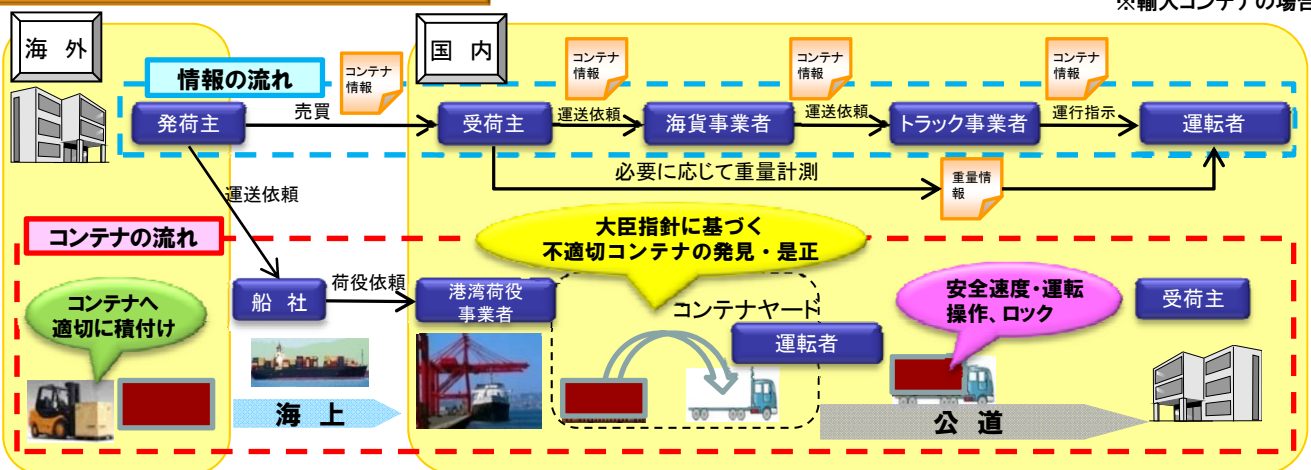 ※輸入コンテナの場合
海 外
国 内
情報の流れ
コンテナ
情報
コンテナ
情報
コンテナ
情報
コンテナ
情報
発荷主
売買
受荷主
運送依頼
海貨事業者
運送依頼
トラック事業者
運行指示
運転者
必要に応じて重量計測
重量情
報
運送依頼
コンテナの流れ
大臣指針に基づく
不適切コンテナの発見・是正
コンテナへ
適切に積付け
船 社
荷役依頼
港湾荷役
事業者
コンテナヤード
運転者
安全速度・運転
操作、ロック
受荷主
海 上
公 道